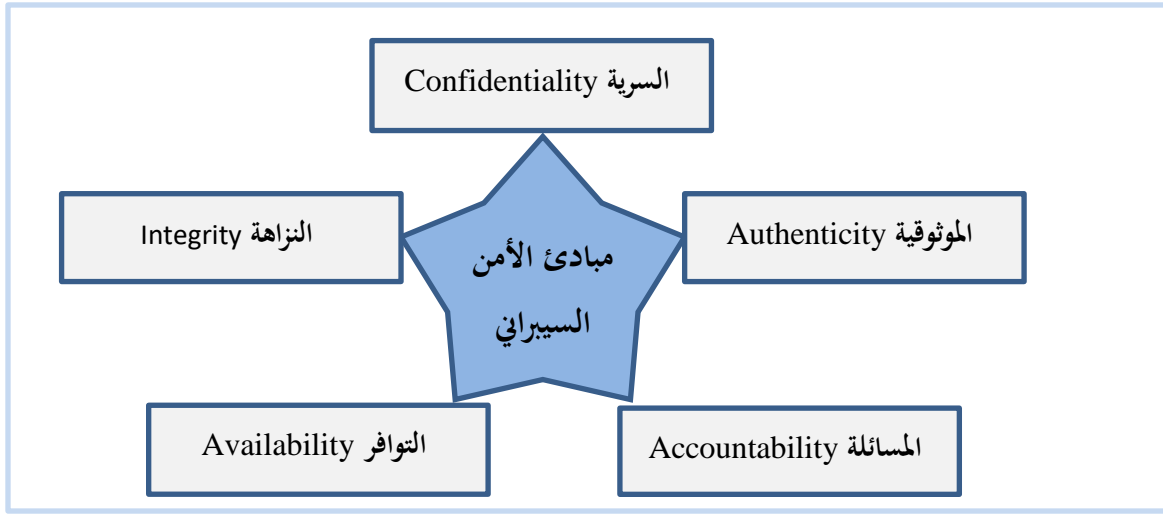 السرية Confidentiality
الموثوقية Authenticity
النزاهة Integrity
مبادئ الأمن
السيبراني
المسائلة Accountability
التوافر Availability